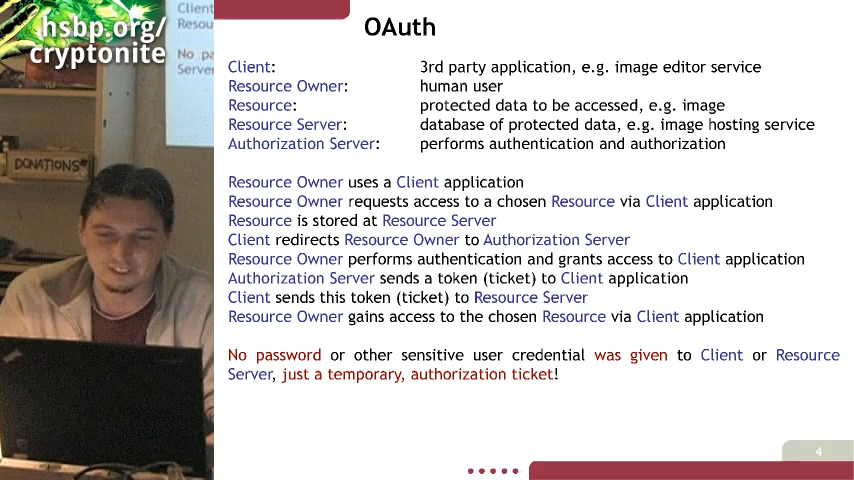 hsbp.org/
cryptonite
Client
Resou
No pa
Server
DONATIONS
OAuth
Client: 3rd party application, e.g. image editor service
Resource Owner: human user
Resource: protected data to be accessed, e.g. image
Resource Server: database of protected data, e.g. image hosting service
Authorization Server: performs authentication and authorization
Resource Owner uses a Client application
Resource Owner requests access to a chosen Resource via Client application
Resource is stored at Resource Server
Client redirects Resource Owner to Authorization Server
Resource Owner performs authentication and grants access to Client application
Authorization Server sends a token (ticket) to Client application
Client sends this token (ticket) to Resource Server
Resource Owner gains access to the chosen Resource via Client application
No password or other sensitive user credential was given to Client or Resource
Server, just a temporary, authorization ticket!
4